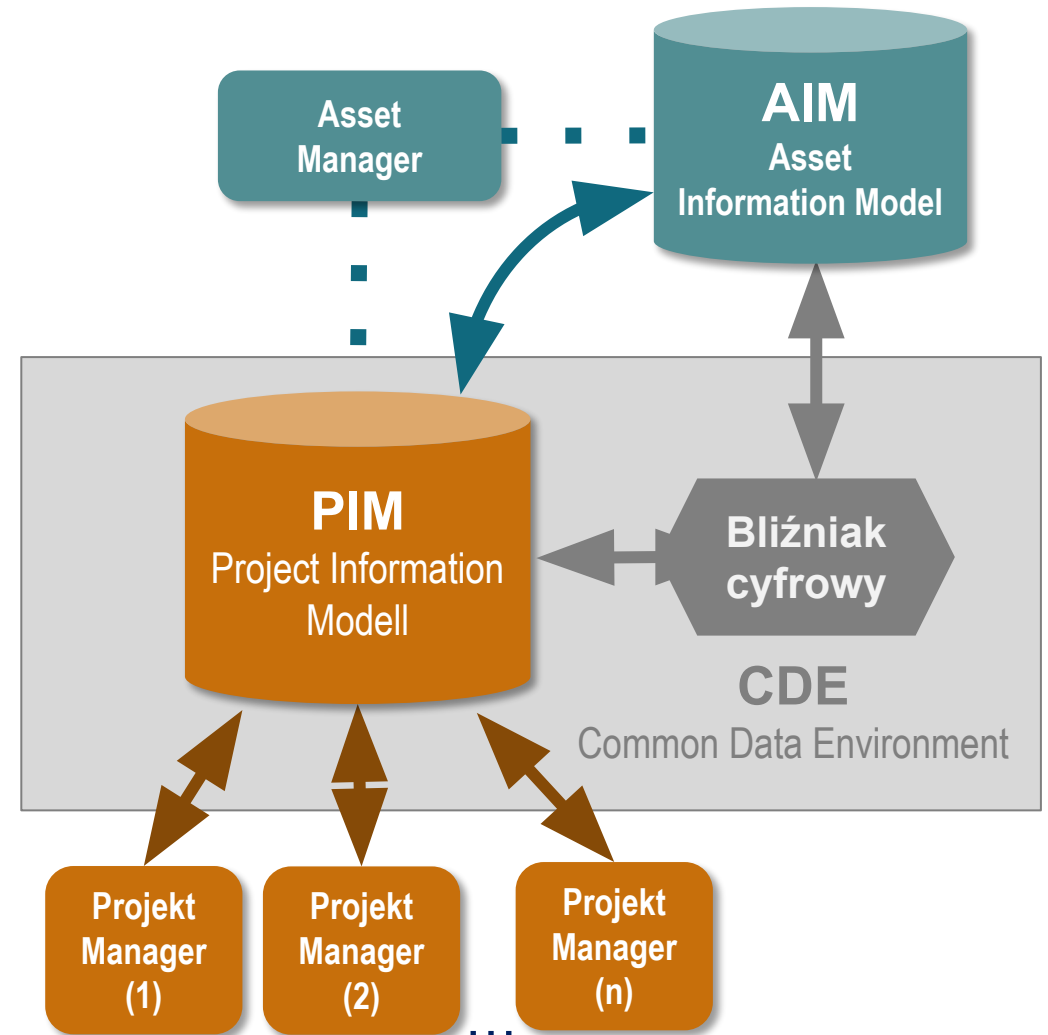 Asset
Manager
AIM
Asset
Information Model
PIM
Project Information
Modell
Bliźniak
cyfrowy
CDE
Common Data Environment
Projekt
Manager
(1)
Projekt
Manager
(2)
Projekt
Manager
(n)
...